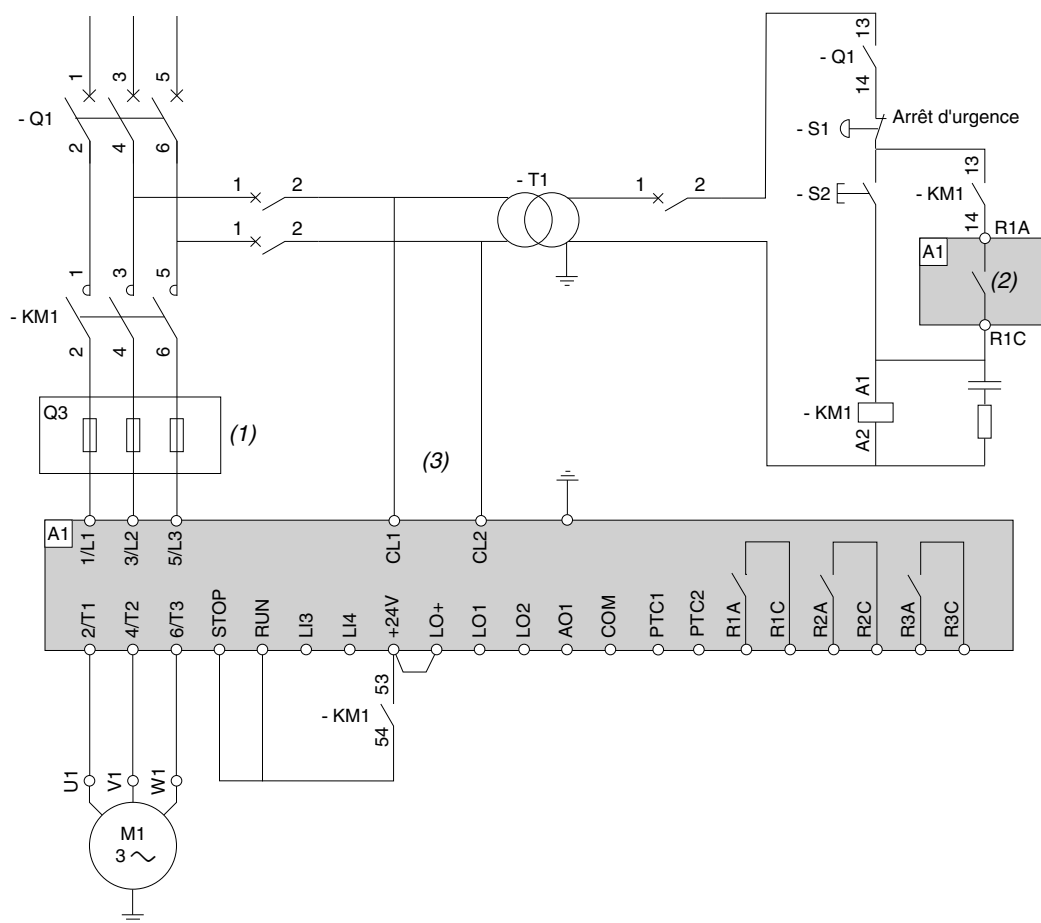 1 3 5
- Q1
2 4 6
1 2
1 2
- T1
1 2
13
- Q1
14
- S1 Arrêt d'urgence
- S2
13
- KM1
14
R1A
A1
(2)
R1C
A1
- KM1
A2
1 3 5
- KM1
2 4 6
Q3
(1)
(3)
A1
1/L1 3/L2 5/L3 CL1 CL2
2/T1 4/T2 6/T3 STOP RUN LI3 LI4 +24V LO+ LO1 LO2 AO1 COM PTC1 PTC2 R1A R1C R2A R2C R3A R3C
53
- KM1
54
U1 V1 W1
M1
3